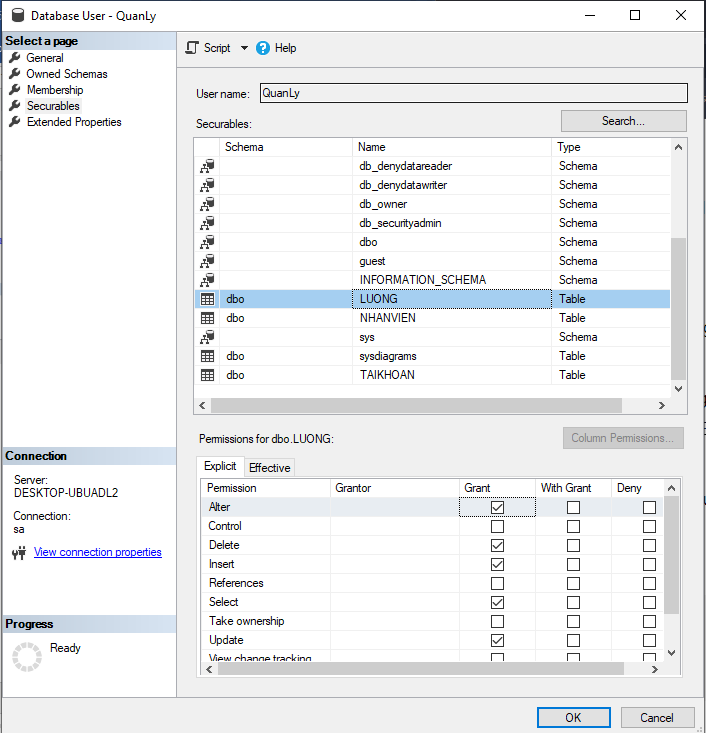 Database User - QuanLy
Select a page
General
Owned Schemas
Membership
Securables
Extended Properties
Script
Help
User name: QuanLy
Securables:
Search...
Schema Name Type
db_denydatareader Schema
db_denydatawriter Schema
db_owner Schema
db_securityadmin Schema
dbo Schema
guest Schema
INFORMATION_SCHEMA Schema
dbo LUONG Table
dbo NHANVIEN Table
sys Schema
dbo sysdiagrams Table
dbo TAIKHOAN Table
Permissions for dbo.LUONG:
Column Permissions...
Explicit Effective
Permission Grantor Grant With Grant Deny
Alter
Control
Delete
Insert
References
Select
Take ownership
Update
View change tracking
Connection
Server:
DESKTOP-UBUADL2
Connection:
sa
View connection properties
Progress
Ready
OK Cancel